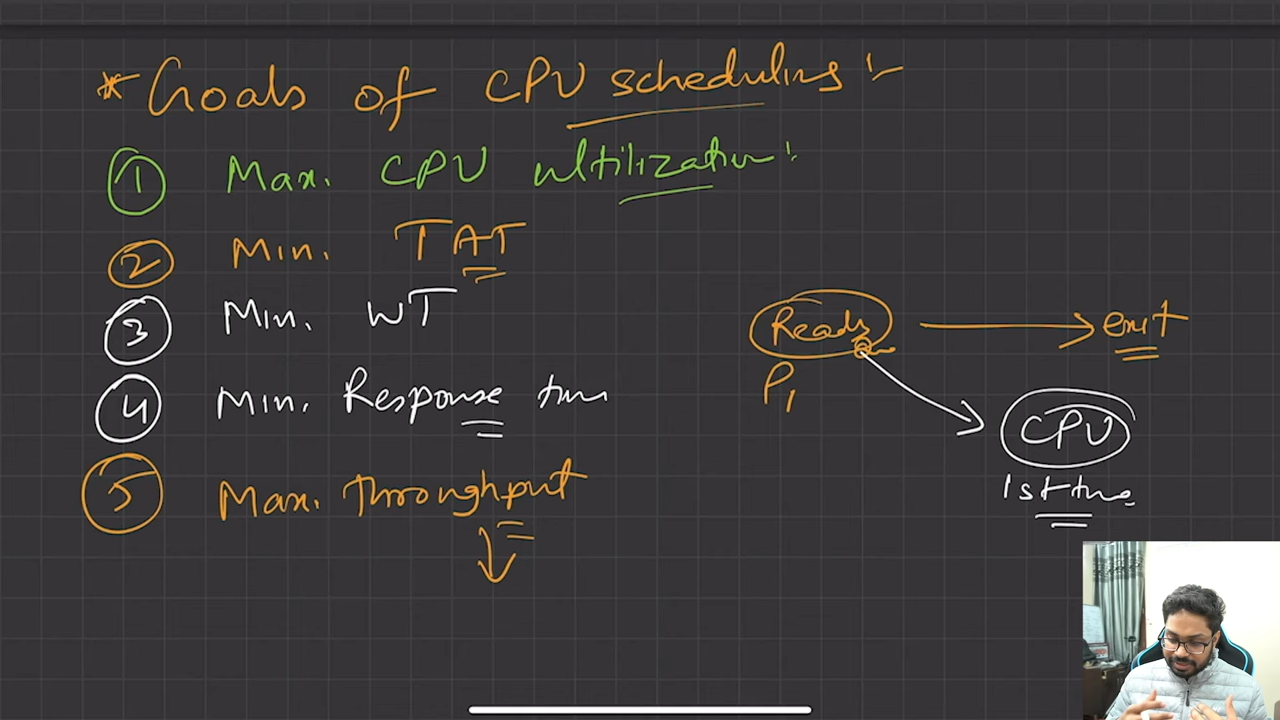 * Goals of CPU scheduling :-
① Max. CPU ultilization :
② Min. TAT
③ Min. WT
④ Min. Response time
⑤ Max. throughput
Ready → exit
P1
CPU
1st time